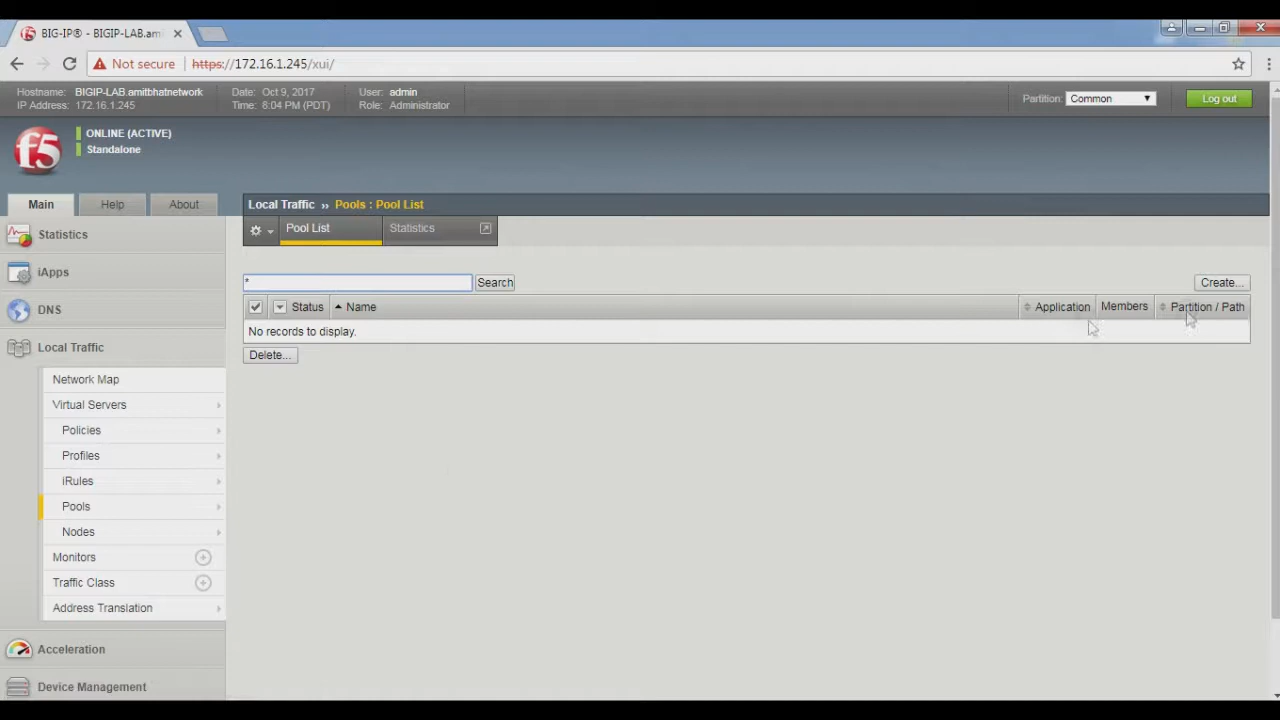 BIG-IP® - BIGIP-LAB.ami
Not secure https://172.16.1.245/xui/
Hostname: BIGIP-LAB.amitbhatnetwork Date: Oct 9, 2017 User: admin
IP Address: 172.16.1.245 Time: 8:04 PM (PDT) Role: Administrator
Partition: Common Log out
f5
ONLINE (ACTIVE)
Standalone
Main Help About
Local Traffic ›› Pools : Pool List
Pool List Statistics
Statistics
iApps
DNS
Local Traffic
Network Map
Virtual Servers
Policies
Profiles
iRules
Pools
Nodes
Monitors
Traffic Class
Address Translation
Acceleration
Device Management
* Search Create...
Status Name Application Members Partition / Path
No records to display.
Delete...